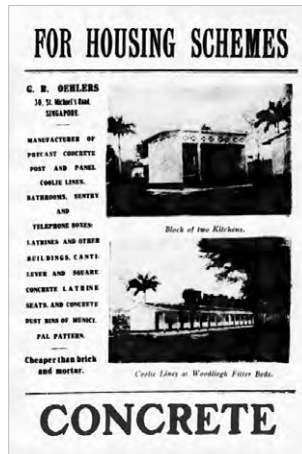 FOR HOUSING SCHEMES
G. B. OEHLERS
50, St. Michael's Road.
SINGAPORE
MANUFACTURER OF
PRECAST CONCRETE
POST AND PANEL
COOLIE LINES,
BATHROOMS, SENTRY
AND
TELEPHONE BOXES:
LATRINES AND OTHER
BUILDINGS, CANTI-
LEVER AND SQUARE
CONCRETE LATRINE
SEATS, AND CONCRETE
DUST BINS OF MUNICI.
PAL PATTERN.
Cheaper than brick
and mortar.
Block of two Kitchens.
Coolie Lines at Woodleigh Filter Beds.
CONCRETE